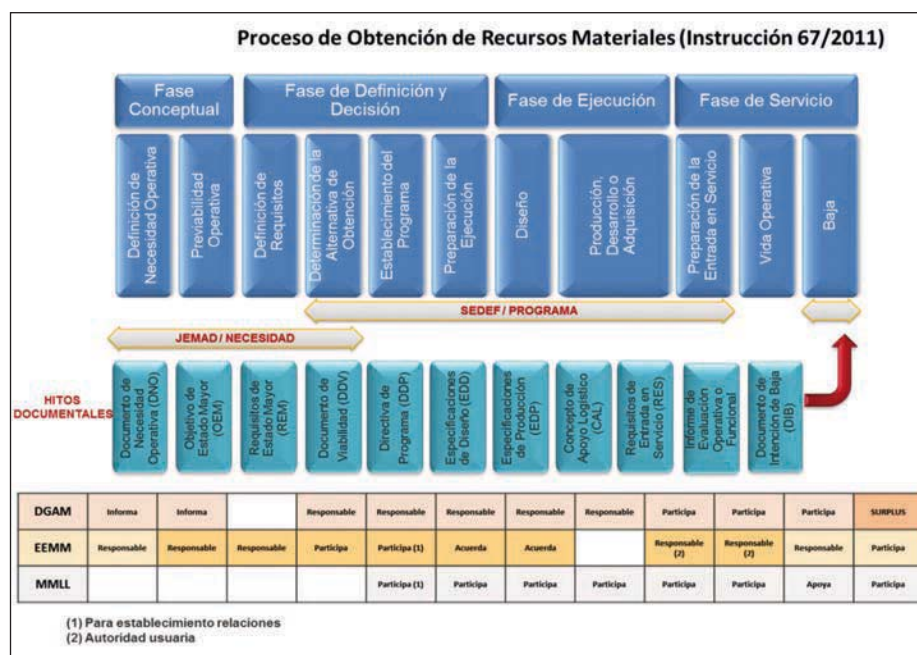 Proceso de Obtención de Recursos Materiales (Instrucción 67/2011)
Fase
Conceptual
Fase de Definición y
Decisión
Fase de Ejecución
Fase de Servicio
Definición de
Necesidad Operativa
Previabilidad
Operativa
Definición de
Requisitos
Determinación de la
Alternativa de
Obtención
Establecimiento del
Programa
Preparación de la
Ejecución
Diseño
Producción,
Desarrollo o
Adquisición
Preparación de la
Entrada en Servicio
Vida Operativa
Baja
SEDEF / PROGRAMA
JEMAD / NECESIDAD
HITOS
DOCUMENTALES
Documento de
Necesidad
Operativa (DNO)
Objetivo de
Estado Mayor
(OEM)
Requisitos de
Estado Mayor
(REM)
Documento de
Viabilidad (DDV)
Directiva de
Programa (DDP)
Especificaciones
de Diseño (EDD)
Especificaciones
de Producción
(EDP)
Concepto de
Apoyo Logístico
(CAL)
Requisitos de
Entrada en
Servicio (RES)
Informe de
Evaluación
Operativa o
Funcional
Documento de
Intención de Baja
(DIB)
DGAM Informa Informa Responsable Responsable Responsable Responsable Responsable Participa Participa Participa SURPLUS
EEMM Responsable Responsable Responsable Participa Participa (1) Acuerda Acuerda Responsable (2) Responsable (2) Responsable Participa
MMLL Participa (1) Participa Participa Participa Participa Participa Apoya Participa
(1) Para establecimiento relaciones
(2) Autoridad usuaria